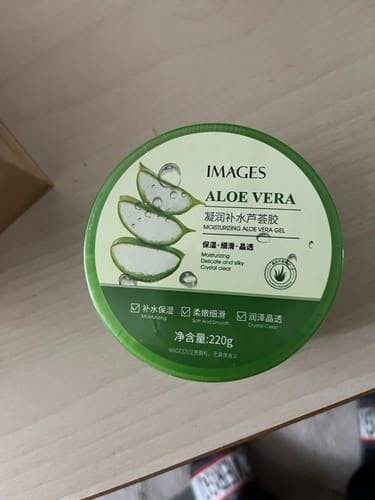 IMAGES
ALOE VERA
凝润补水芦荟胶
MOISTURIZING ALOE VERA GEL
保湿·细滑·晶透
Moisturizing
Delicate and silky
Crystal clear
补水保湿 柔嫩细滑 润泽晶透
Moisturizing Soft And Smooth Crystal Clear
净含量:220g